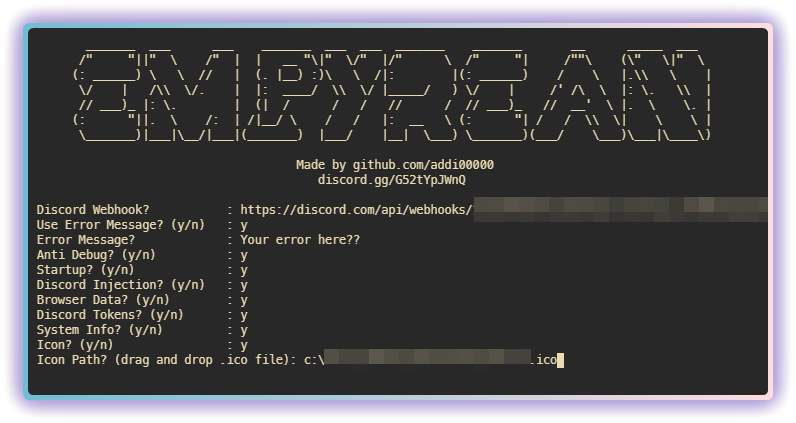 EMPYREAN
Made by github.com/addi00000
discord.gg/G52tYpJWnQ
Discord Webhook? : https://discord.com/api/webhooks/
Use Error Message? (y/n) : y
Error Message? : Your error here??
Anti Debug? (y/n) : y
Startup? (y/n) : y
Discord Injection? (y/n) : y
Browser Data? (y/n) : y
Discord Tokens? (y/n) : y
System Info? (y/n) : y
Icon? (y/n) : y
Icon Path? (drag and drop .ico file): c:\ .ico